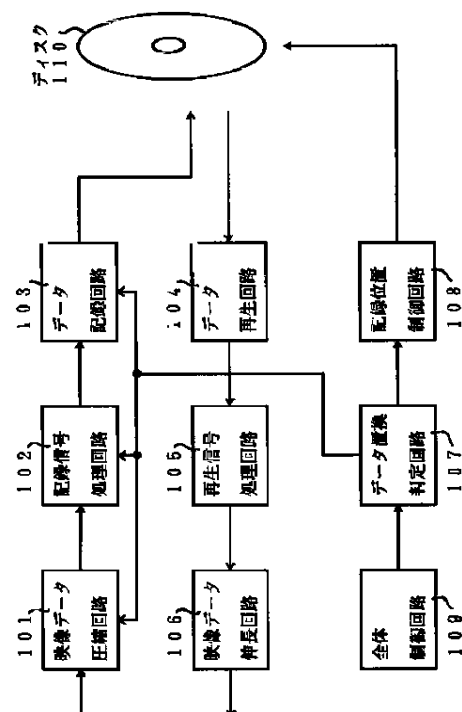 ディスク
110
103
データ
記録回路
104
データ
再生回路
記録位置
制御回路
108
102
記録信号
処理回路
105
再生信号
処理回路
データ置換
判定回路
107
101
映像データ
圧縮回路
106
映像データ
伸長回路
全体
制御回路
109